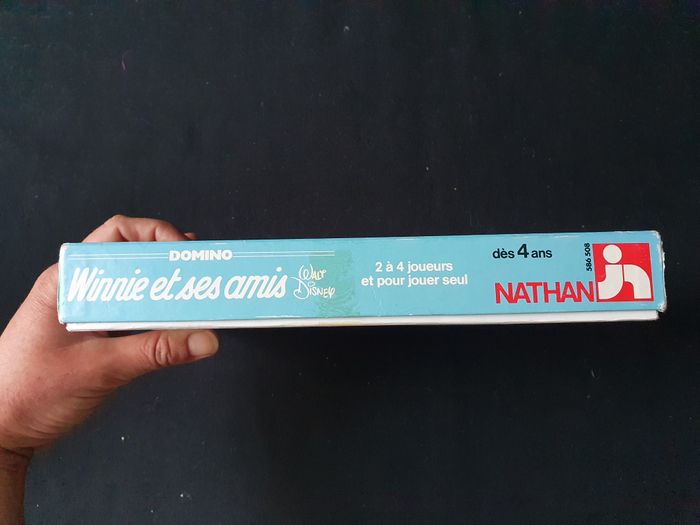 DOMINO
Winnie et ses amis
WALT
DISNEY
2 à 4 joueurs
et pour jouer seul
dès 4 ans
NATHAN
586 508